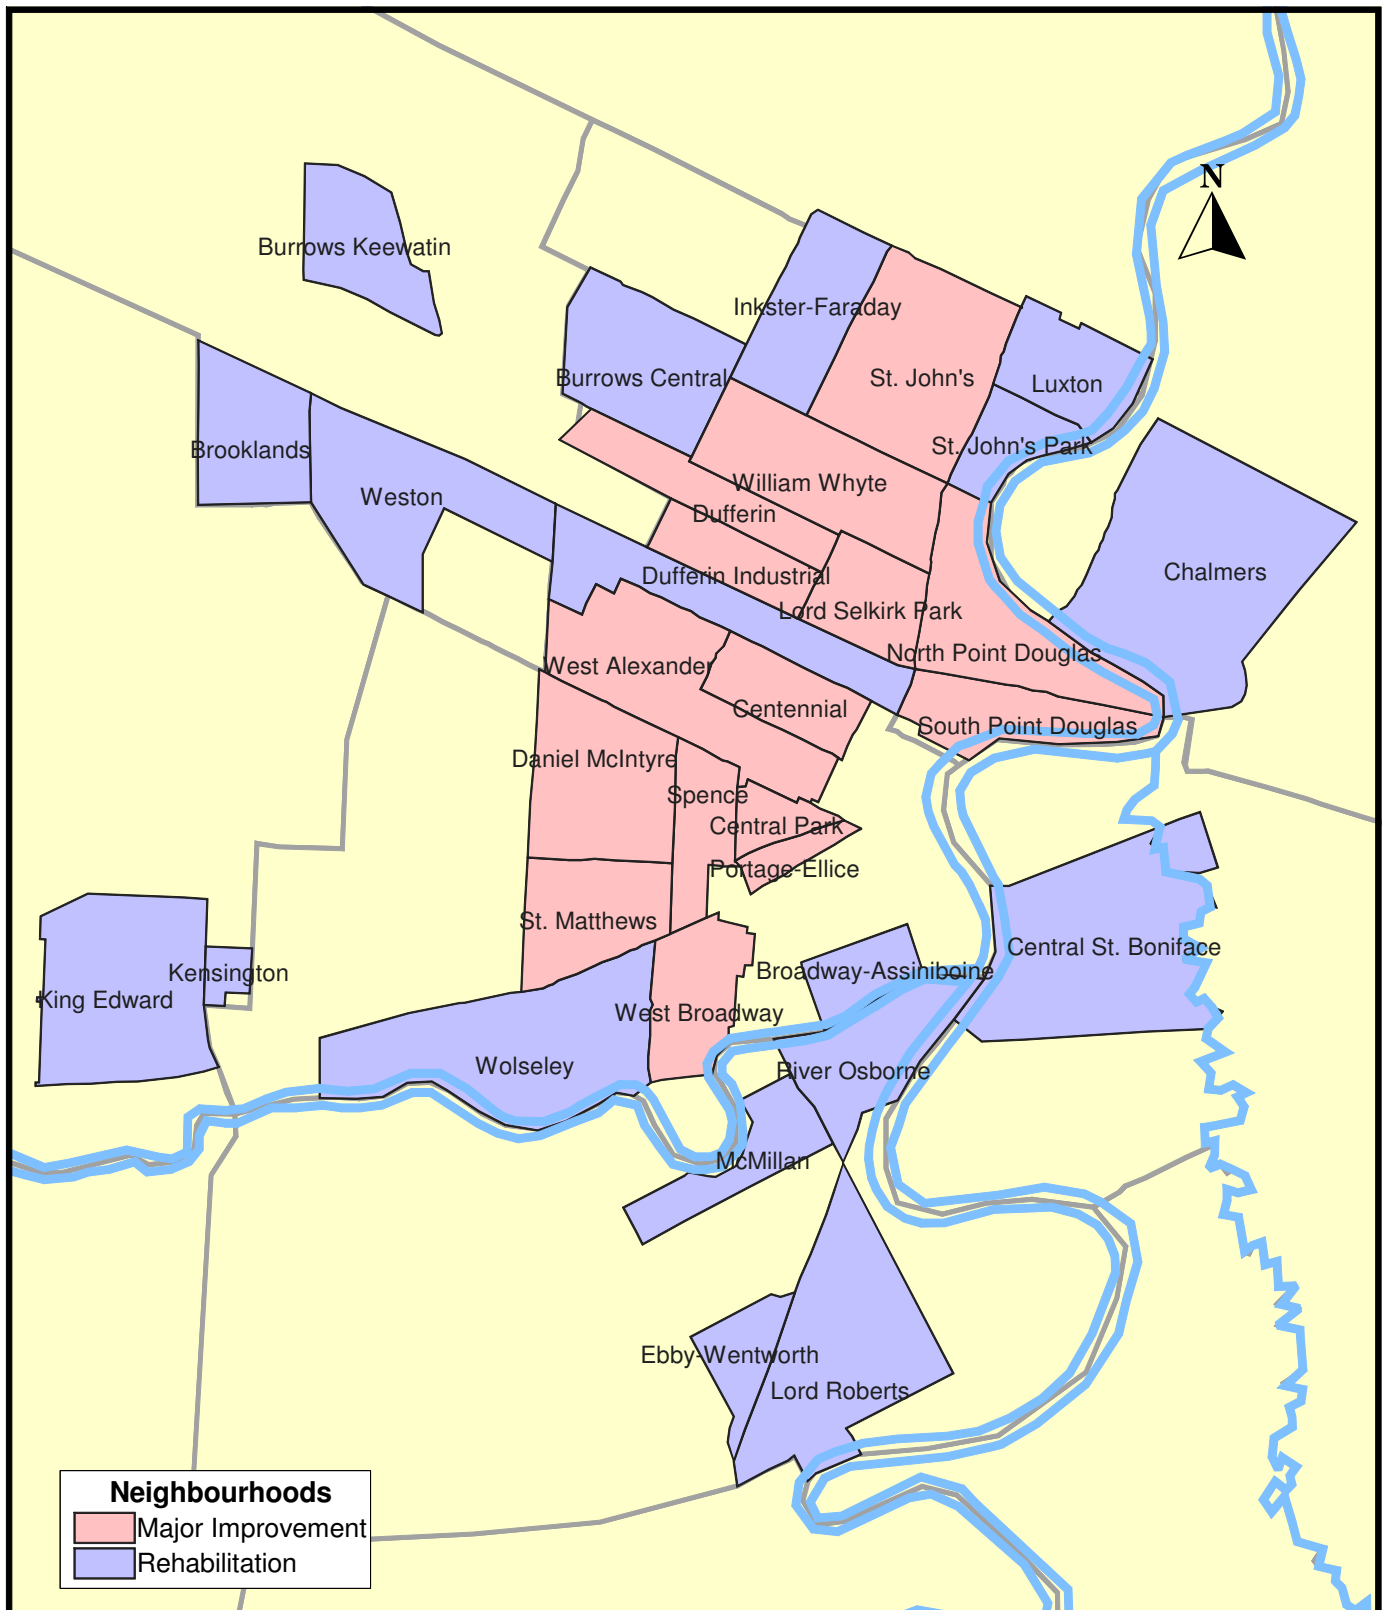 N
Burrows Keewatin
Inkster-Faraday
Burrows Central
St. John's
Luxton
Brooklands
St. John's Park
Weston
William Whyte
Dufferin
Dufferin Industrial
Chalmers
Lord Selkirk Park
North Point Douglas
West Alexander
Centennial
South Point Douglas
Daniel McIntyre
Spence
Central Park
Portage-Ellice
St. Matthews
Central St. Boniface
Kensington
Broadway-Assiniboine
King Edward
West Broadway
Wolseley
River Osborne
McMillan
Ebby-Wentworth
Lord Roberts
Neighbourhoods
Major Improvement
Rehabilitation